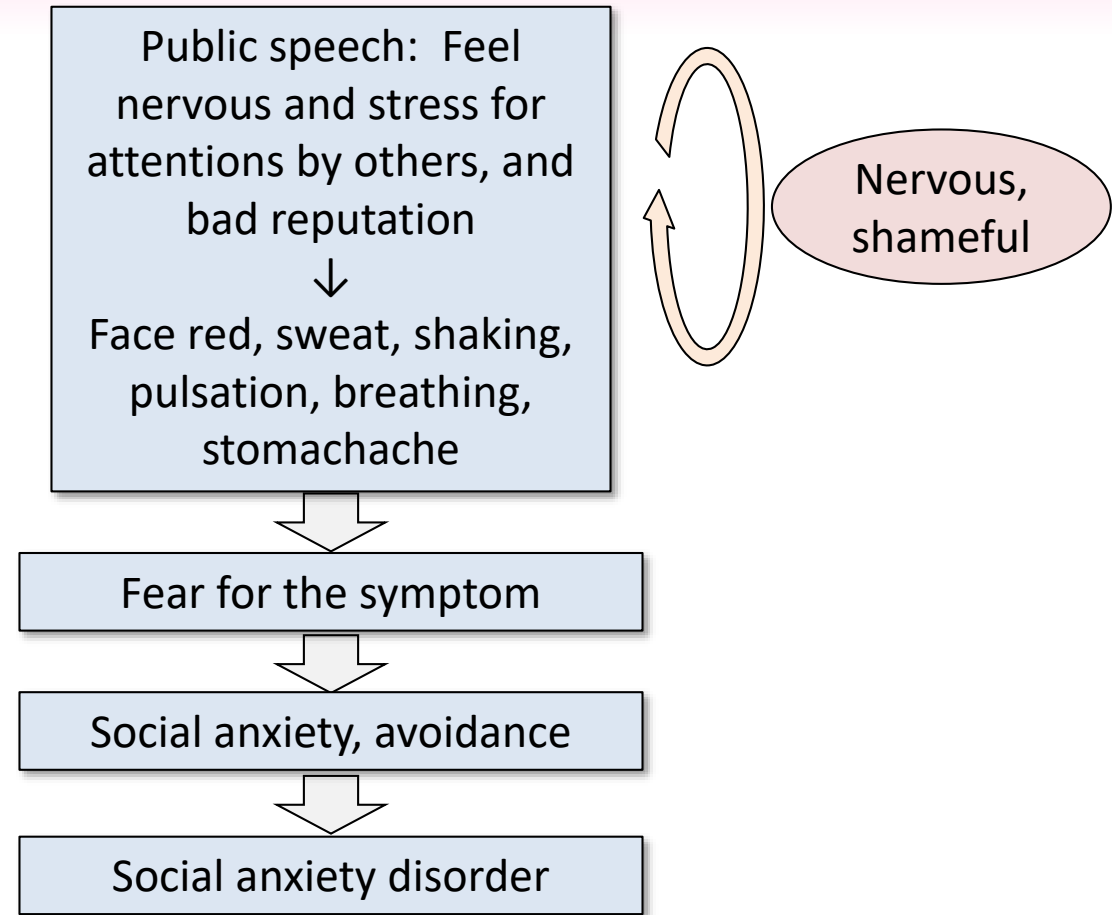 Public speech:  Feel
nervous and stress for
attentions by others, and
bad reputation
↓
Face red, sweat, shaking,
pulsation, breathing,
stomachache
Nervous,
shameful
Fear for the symptom
Social anxiety, avoidance
Social anxiety disorder